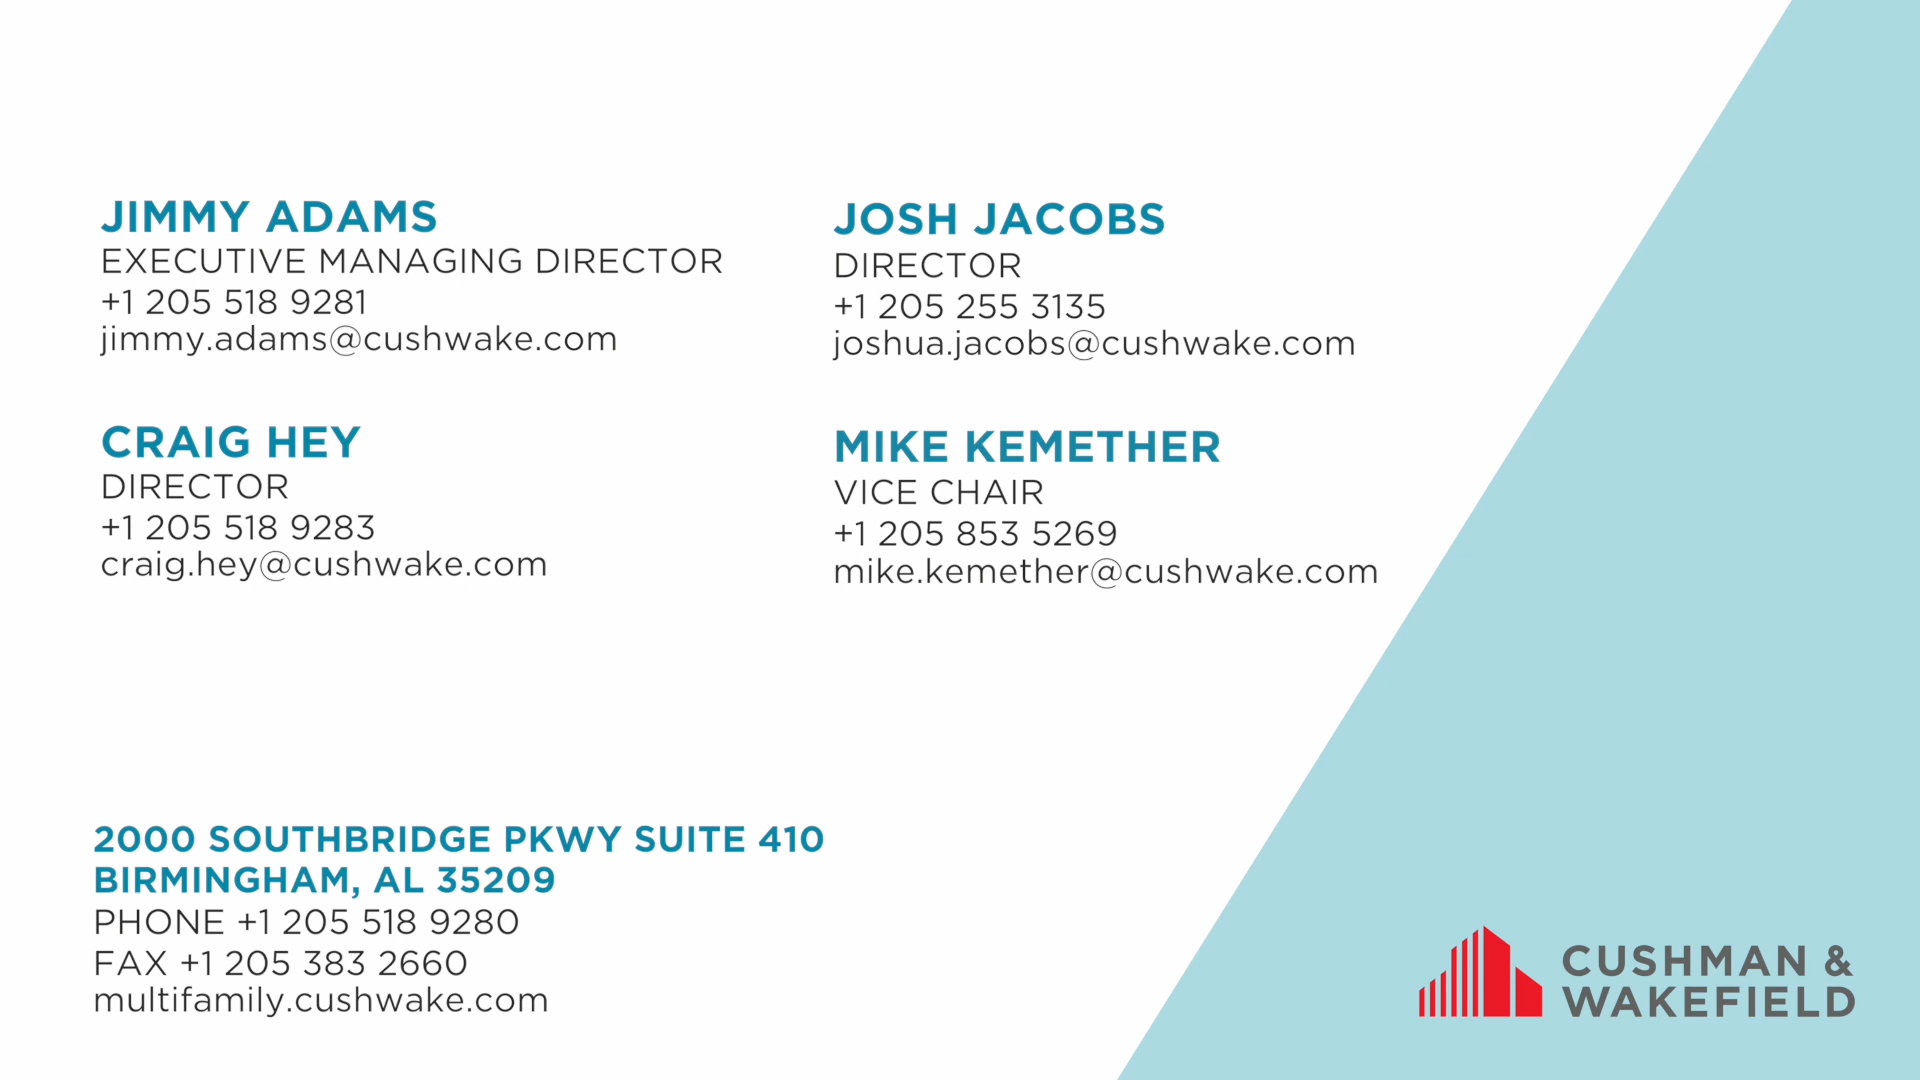 JIMMY ADAMS
EXECUTIVE MANAGING DIRECTOR
+1 205 518 9281
jimmy.adams@cushwake.com
CRAIG HEY
DIRECTOR
+1 205 518 9283
craig.hey@cushwake.com
JOSH JACOBS
DIRECTOR
+1 205 255 3135
joshua.jacobs@cushwake.com
MIKE KEMETHER
VICE CHAIR
+1 205 853 5269
mike.kemether@cushwake.com
2000 SOUTHBRIDGE PKWY SUITE 410
BIRMINGHAM, AL 35209
PHONE +1 205 518 9280
FAX +1 205 383 2660
multifamily.cushwake.com
CUSHMAN &
WAKEFIELD